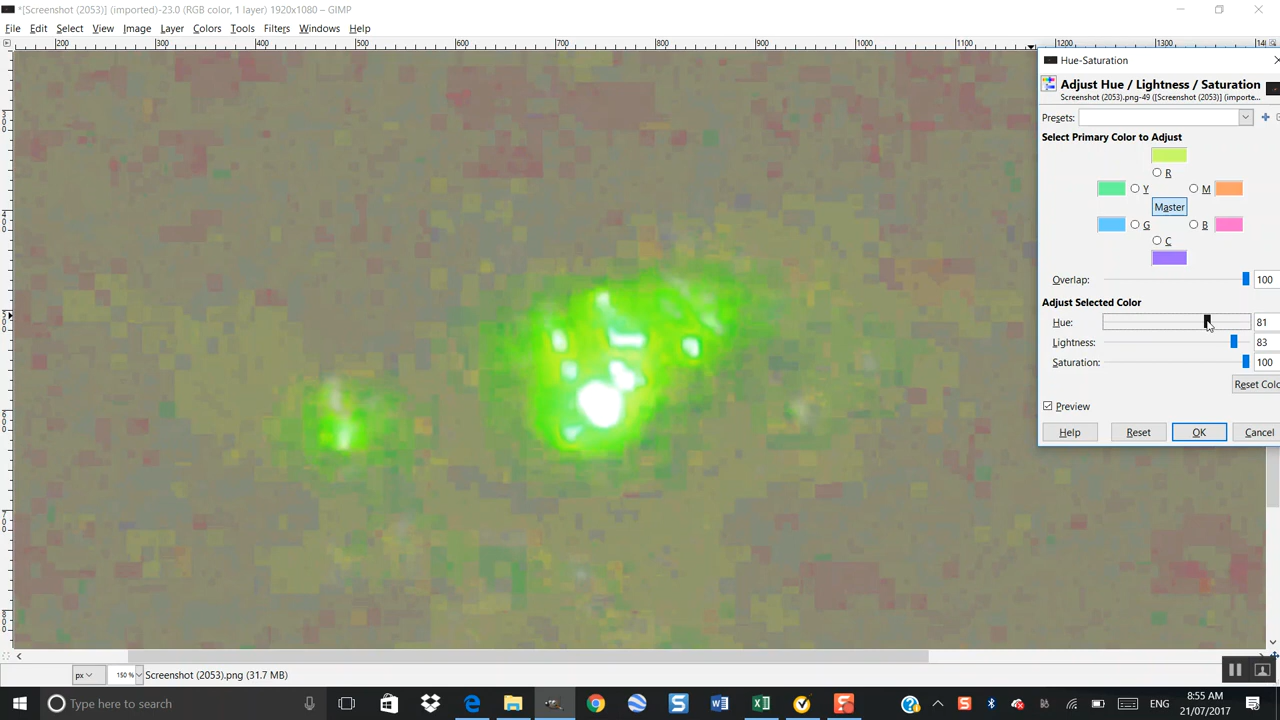 *[Screenshot (2053)] (imported)-23.0 (RGB color, 1 layer) 1920x1080 – GIMP
File Edit Select View Image Layer Colors Tools Filters Windows Help
200 300 400 500 600 700 800 900 1000 1100 1200 1300
Hue-Saturation
Adjust Hue / Lightness / Saturation
Screenshot (2053).png-49 ([Screenshot (2053)] (importe...
Presets:
Select Primary Color to Adjust
R
Y M
Master
G B
C
Overlap: 100
Adjust Selected Color
Hue: 81
Lightness: 83
Saturation: 100
Reset Colo
Preview
Help Reset OK Cancel
px 150 % Screenshot (2053).png (31.7 MB)
Type here to search
ENG
8:55 AM
21/07/2017